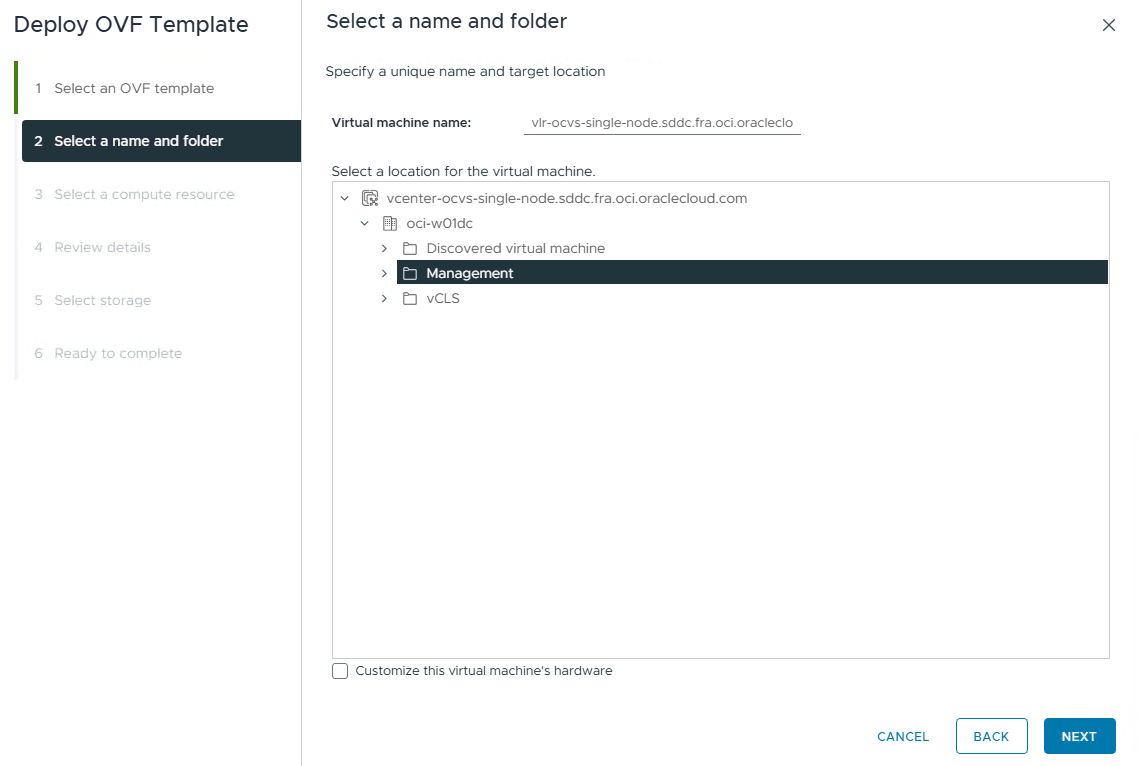 Deploy OVF Template
1 Select an OVF template
2 Select a name and folder
3 Select a compute resource
4 Review details
5 Select storage
6 Ready to complete
Select a name and folder
Specify a unique name and target location
Virtual machine name: vlr-ocvs-single-node.sddc.fra.oci.oracleclo
Select a location for the virtual machine.
vcenter-ocvs-single-node.sddc.fra.oci.oraclecloud.com
oci-w01dc
Discovered virtual machine
Management
vCLS
Customize this virtual machine's hardware
CANCEL BACK NEXT